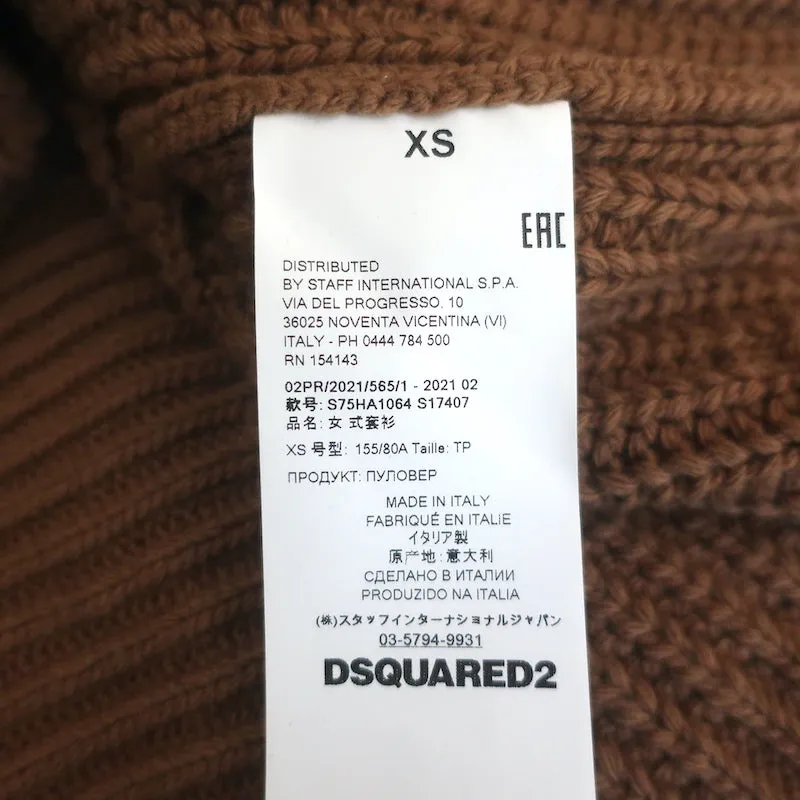 XS
EAC
DISTRIBUTED
BY STAFF INTERNATIONAL S.P.A.
VIA DEL PROGRESSO, 10
36025 NOVENTA VICENTINA (VI)
ITALY - PH 0444 784 500
RN 154143
02PR/2021/565/1 - 2021 02
款号: S75HA1064 S17407
品名: 女 式套衫
XS 号型: 155/80A Taille: TP
ПРОДУКТ: ПУЛОВЕР
MADE IN ITALY
FABRIQUÉ EN ITALiE
イタリア製
原产地:意大利
СДЕЛАНО В ИТАЛИИ
PRODUZIDO NA ITALIA
(株)スタッフインターナショナルジャパン
03-5794-9931
DSQUARED2